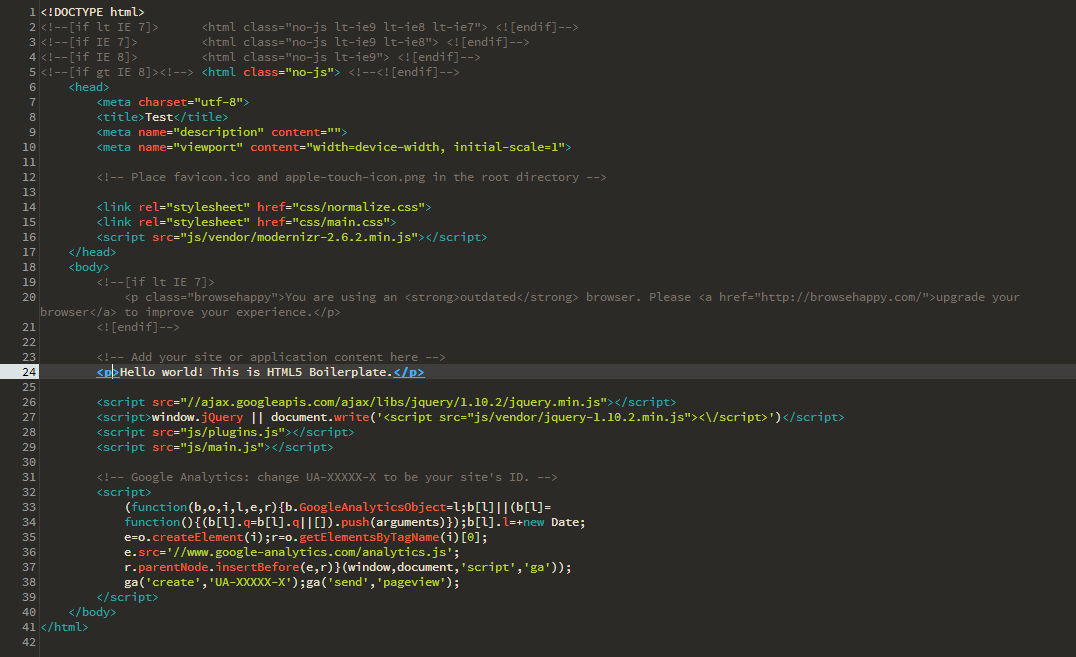 1 <!DOCTYPE html>
2 <!--[if lt IE 7]>      <html class="no-js lt-ie9 lt-ie8 lt-ie7"> <![endif]-->
3 <!--[if IE 7]>         <html class="no-js lt-ie9 lt-ie8"> <![endif]-->
4 <!--[if IE 8]>         <html class="no-js lt-ie9"> <![endif]-->
5 <!--[if gt IE 8]><!--> <html class="no-js"> <!--<![endif]-->
6     <head>
7         <meta charset="utf-8">
8         <title>Test</title>
9         <meta name="description" content="">
10         <meta name="viewport" content="width=device-width, initial-scale=1">
11
12         <!-- Place favicon.ico and apple-touch-icon.png in the root directory -->
13
14         <link rel="stylesheet" href="css/normalize.css">
15         <link rel="stylesheet" href="css/main.css">
16         <script src="js/vendor/modernizr-2.6.2.min.js"></script>
17     </head>
18     <body>
19         <!--[if lt IE 7]>
20             <p class="browsehappy">You are using an <strong>outdated</strong> browser. Please <a href="http://browsehappy.com/">upgrade your
browser</a> to improve your experience.</p>
21         <![endif]-->
22
23         <!-- Add your site or application content here -->
24         <p>Hello world! This is HTML5 Boilerplate.</p>
25
26         <script src="//ajax.googleapis.com/ajax/libs/jquery/1.10.2/jquery.min.js"></script>
27         <script>window.jQuery || document.write('<script src="js/vendor/jquery-1.10.2.min.js"><\/script>')</script>
28         <script src="js/plugins.js"></script>
29         <script src="js/main.js"></script>
30
31         <!-- Google Analytics: change UA-XXXXX-X to be your site's ID. -->
32         <script>
33             (function(b,o,i,l,e,r){b.GoogleAnalyticsObject=l;b[l]||(b[l]=
34             function(){(b[l].q=b[l].q||[]).push(arguments)});b[l].l=+new Date;
35             e=o.createElement(i);r=o.getElementsByTagName(i)[0];
36             e.src='//www.google-analytics.com/analytics.js';
37             r.parentNode.insertBefore(e,r)}(window,document,'script','ga'));
38             ga('create','UA-XXXXX-X');ga('send','pageview');
39         </script>
40     </body>
41 </html>
42